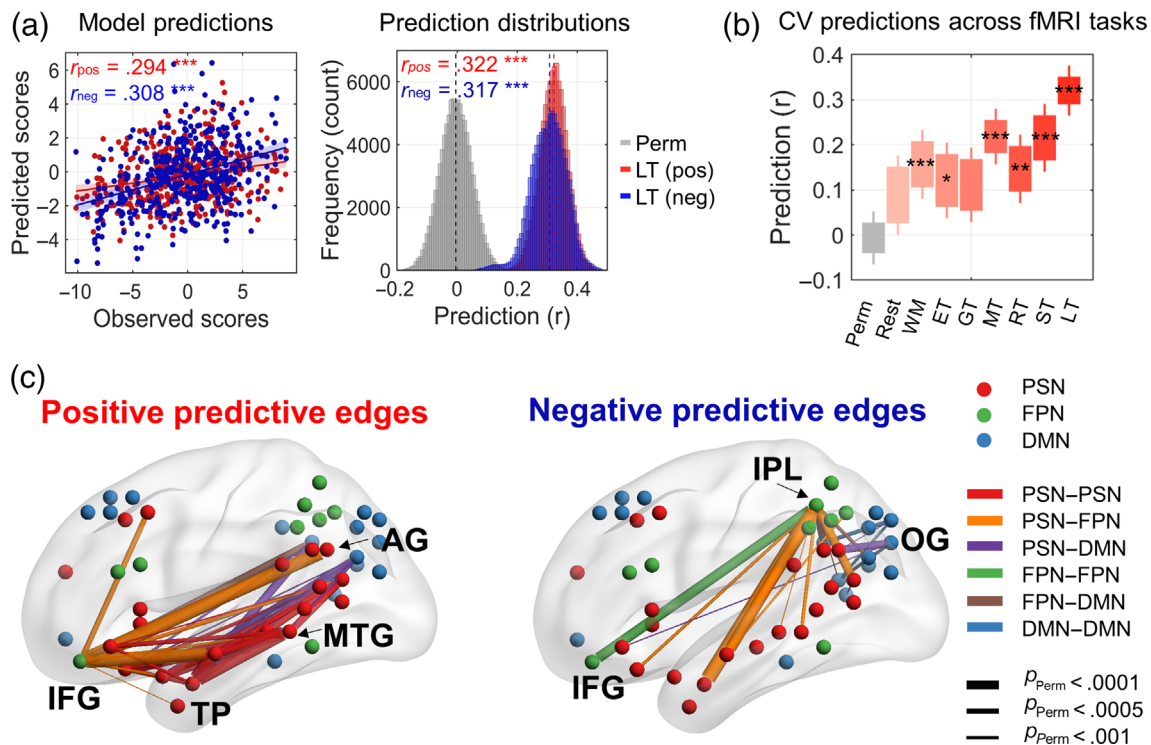 (a)
Model predictions
Predicted scores
r pos = .294 ***
r neg = .308 ***
6
4
2
0
−2
−4
−10
−5
0
5
Observed scores
Prediction distributions
Frequency (count)
r pos = .322 ***
r neg = .317 ***
6000
4000
2000
0
−0.2
0
0.2
0.4
Prediction (r)
Perm
LT (pos)
LT (neg)
(b)
CV predictions across fMRI tasks
Prediction (r)
0.4
0.3
0.2
0.1
0
−0.1
***
*
***
**
***
***
Perm
Rest
WM
ET
GT
MT
RT
ST
LT
(c)
Positive predictive edges
AG
MTG
IFG
TP
Negative predictive edges
IPL
OG
IFG
PSN
FPN
DMN
PSN–PSN
PSN–FPN
PSN–DMN
FPN–FPN
FPN–DMN
DMN–DMN
pPerm < .0001
pPerm < .0005
pPerm < .001